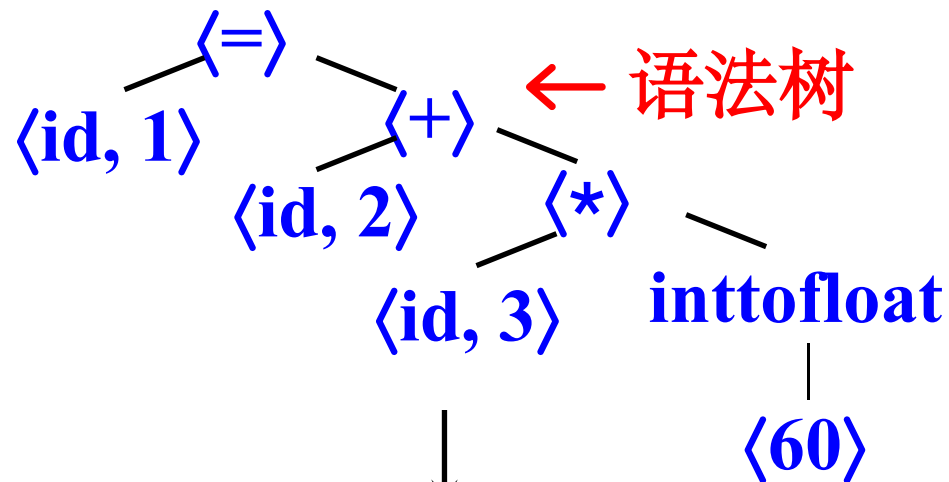 ⟨=⟩
← 语法树
⟨id, 1⟩
⟨+⟩
⟨id, 2⟩
⟨*⟩
⟨id, 3⟩
inttofloat
⟨60⟩